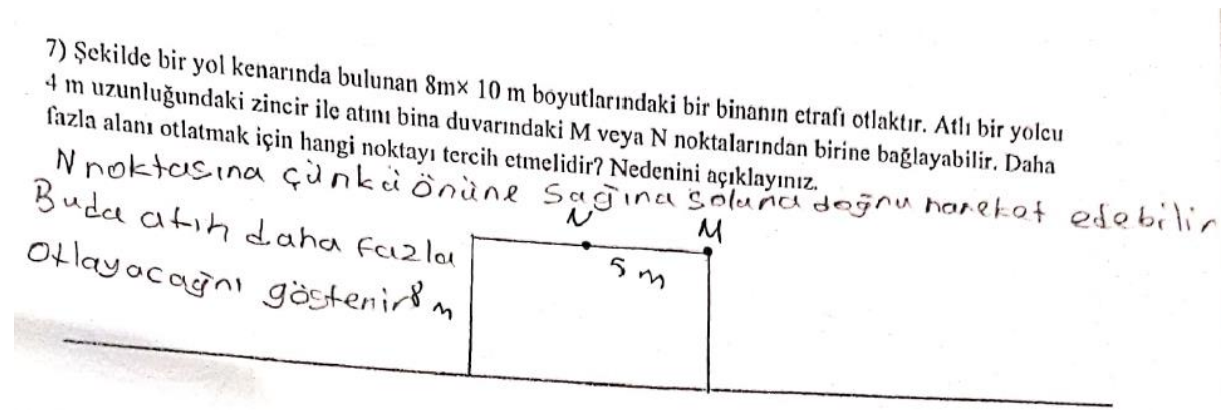 7) Şekilde bir yol kenarında bulunan 8m× 10 m boyutlarındaki bir binanın etrafı otlaktır. Atlı bir yolcu
4 m uzunluğundaki zincir ile atını bina duvarındaki M veya N noktalarından birine bağlayabilir. Daha
fazla alanı otlatmak için hangi noktayı tercih etmelidir? Nedenini açıklayınız.
N noktasına çünkü önüne sağına soluna doğru hareket edebilir
Buda atın daha fazla
otlayacağını gösterir
N
M
5 m
8 m